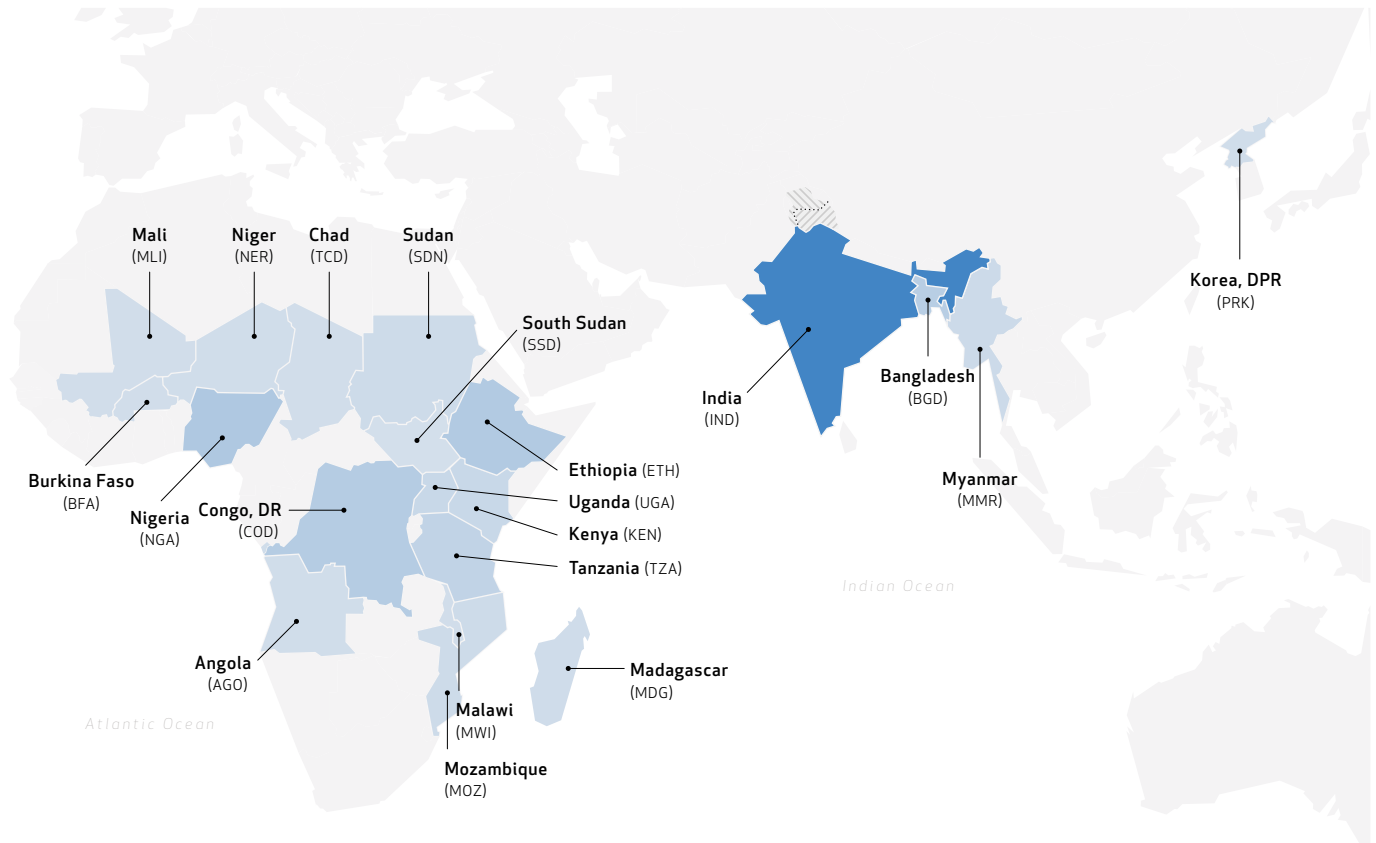 Mali
(MLI)
Niger
(NER)
Chad
(TCD)
Sudan
(SDN)
South Sudan
(SSD)
Korea, DPR
(PRK)
India
(IND)
Bangladesh
(BGD)
Myanmar
(MMR)
Burkina Faso
(BFA)
Nigeria
(NGA)
Congo, DR
(COD)
Ethiopia (ETH)
Uganda (UGA)
Kenya (KEN)
Tanzania (TZA)
Indian Ocean
Angola
(AGO)
Madagascar
(MDG)
Malawi
(MWI)
Atlantic Ocean
Mozambique
(MOZ)